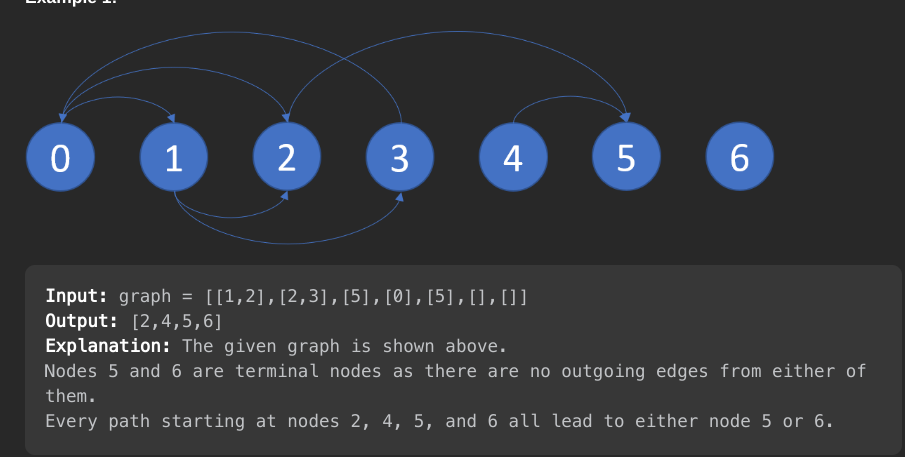 Example 1:
0 1 2 3 4 5 6
Input: graph = [[1,2],[2,3],[5],[0],[5],[],[]]
Output: [2,4,5,6]
Explanation: The given graph is shown above.
Nodes 5 and 6 are terminal nodes as there are no outgoing edges from either of
them.
Every path starting at nodes 2, 4, 5, and 6 all lead to either node 5 or 6.